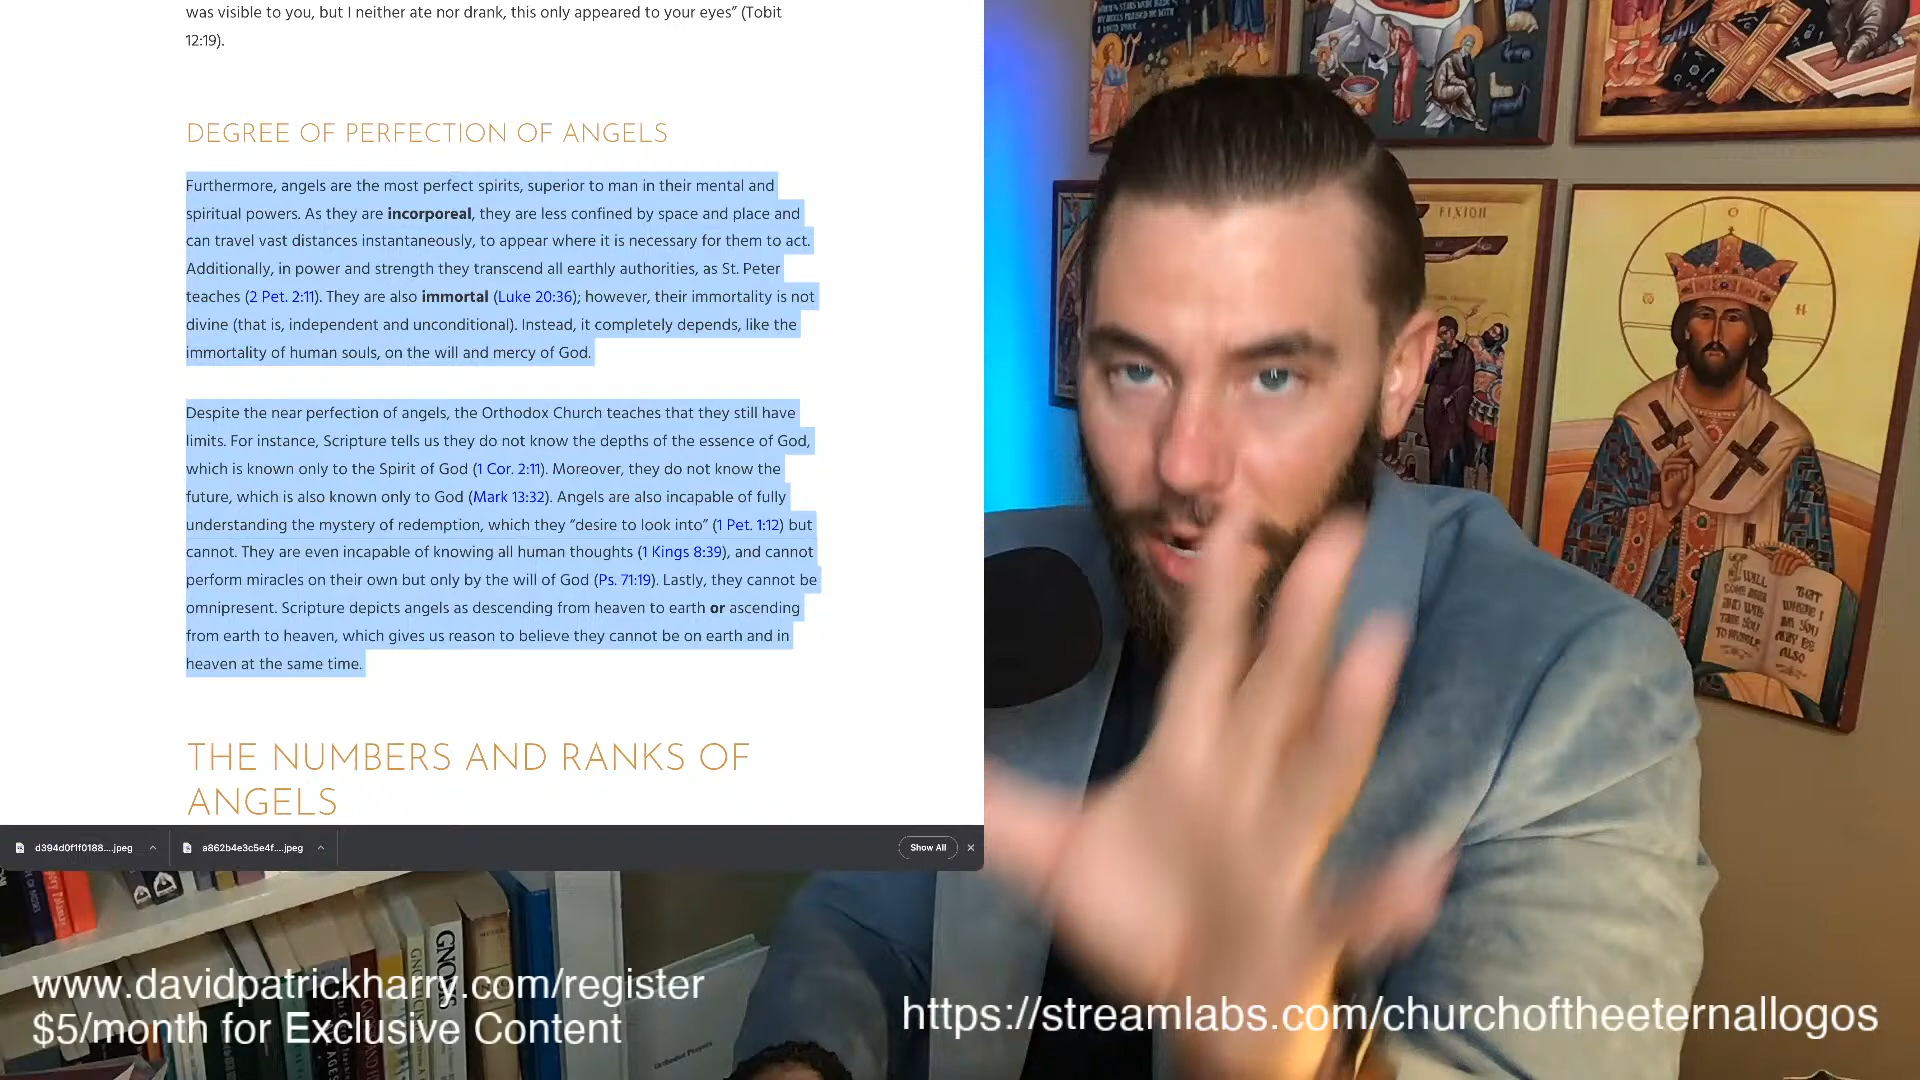 was visible to you, but I neither ate nor drank, this only appeared to your eyes” (Tobit
12:19).
DEGREE OF PERFECTION OF ANGELS
Furthermore, angels are the most perfect spirits, superior to man in their mental and
spiritual powers. As they are incorporeal, they are less confined by space and place and
can travel vast distances instantaneously, to appear where it is necessary for them to act.
Additionally, in power and strength they transcend all earthly authorities, as St. Peter
teaches (2 Pet. 2:11). They are also immortal (Luke 20:36); however, their immortality is not
divine (that is, independent and unconditional). Instead, it completely depends, like the
immortality of human souls, on the will and mercy of God.
Despite the near perfection of angels, the Orthodox Church teaches that they still have
limits. For instance, Scripture tells us they do not know the depths of the essence of God,
which is known only to the Spirit of God (1 Cor. 2:11). Moreover, they do not know the
future, which is also known only to God (Mark 13:32). Angels are also incapable of fully
understanding the mystery of redemption, which they “desire to look into” (1 Pet. 1:12) but
cannot. They are even incapable of knowing all human thoughts (1 Kings 8:39), and cannot
perform miracles on their own but only by the will of God (Ps. 71:19). Lastly, they cannot be
omnipresent. Scripture depicts angels as descending from heaven to earth or ascending
from earth to heaven, which gives us reason to believe they cannot be on earth and in
heaven at the same time.
THE NUMBERS AND RANKS OF
ANGELS
d394d0f1f0188....jpeg
a862b4e3c5e4f....jpeg
Show All
I WILL
COME AGAIN
AND WILL
TAKE YOU
TO MYSELF
THAT
WHERE I
AM YOU
MAY BE
ALSO
GNOSIS
Orthodox Prayers
www.davidpatrickharry.com/register
$5/month for Exclusive Content
https://streamlabs.com/churchoftheeternallogos